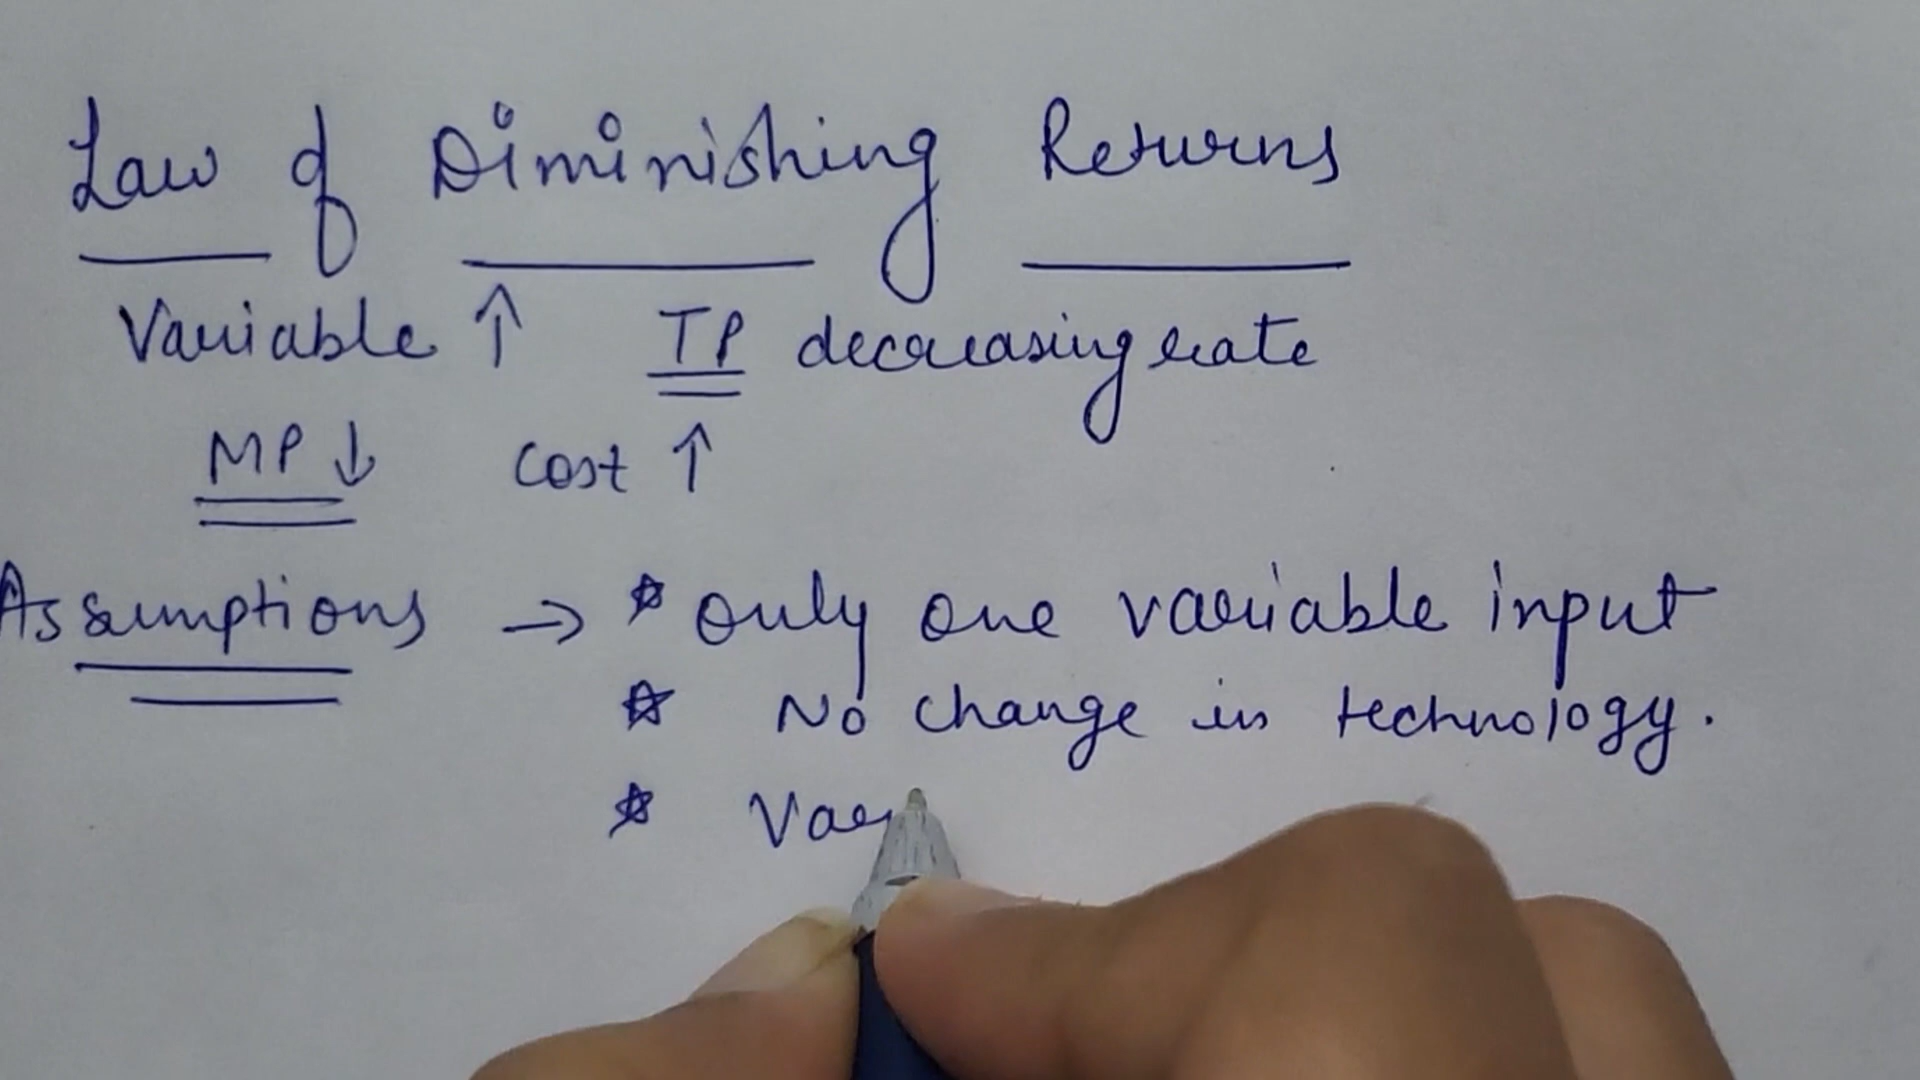 Law of Diminishing Returns
Variable ↑ TP decreasing rate
MP ↓ Cost ↑
Assumptions → * only one variable input
* No change in technology.
* Var